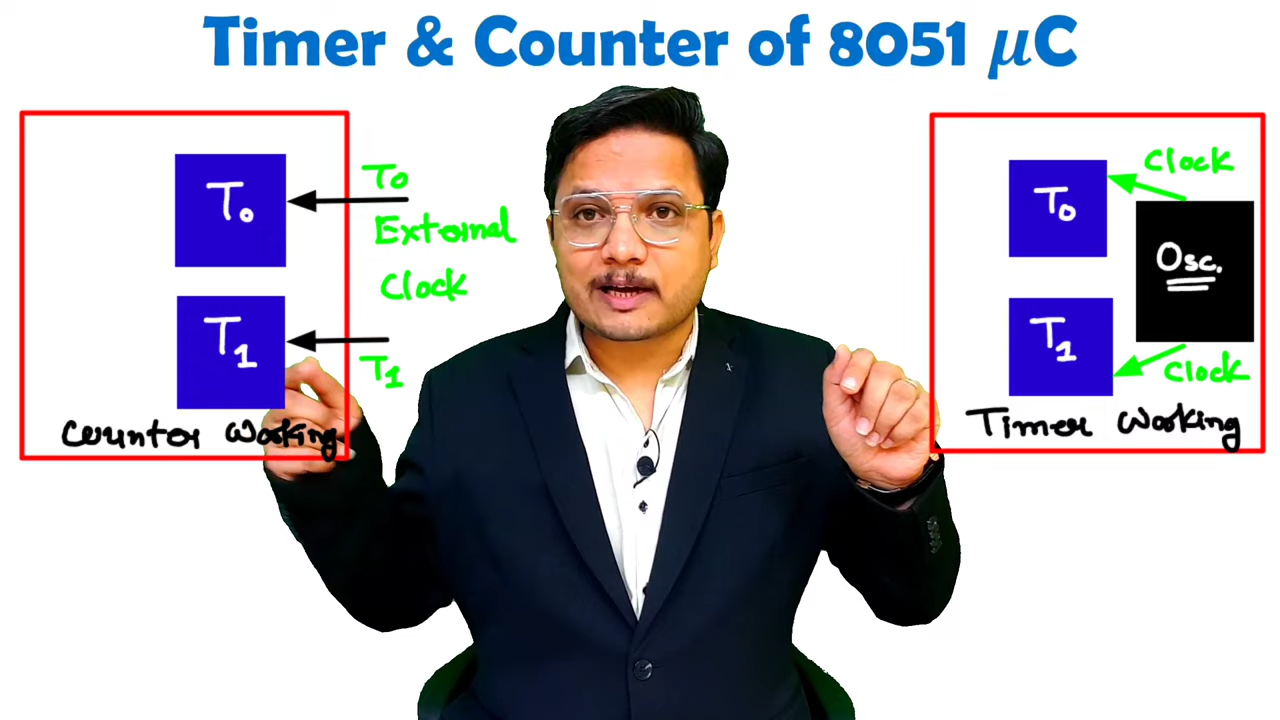 Timer & Counter of 8051 μC
T0
T0
External
Clock
T1
T1
Counter Working
Clock
T0
Osc.
T1
Clock
Timer Working